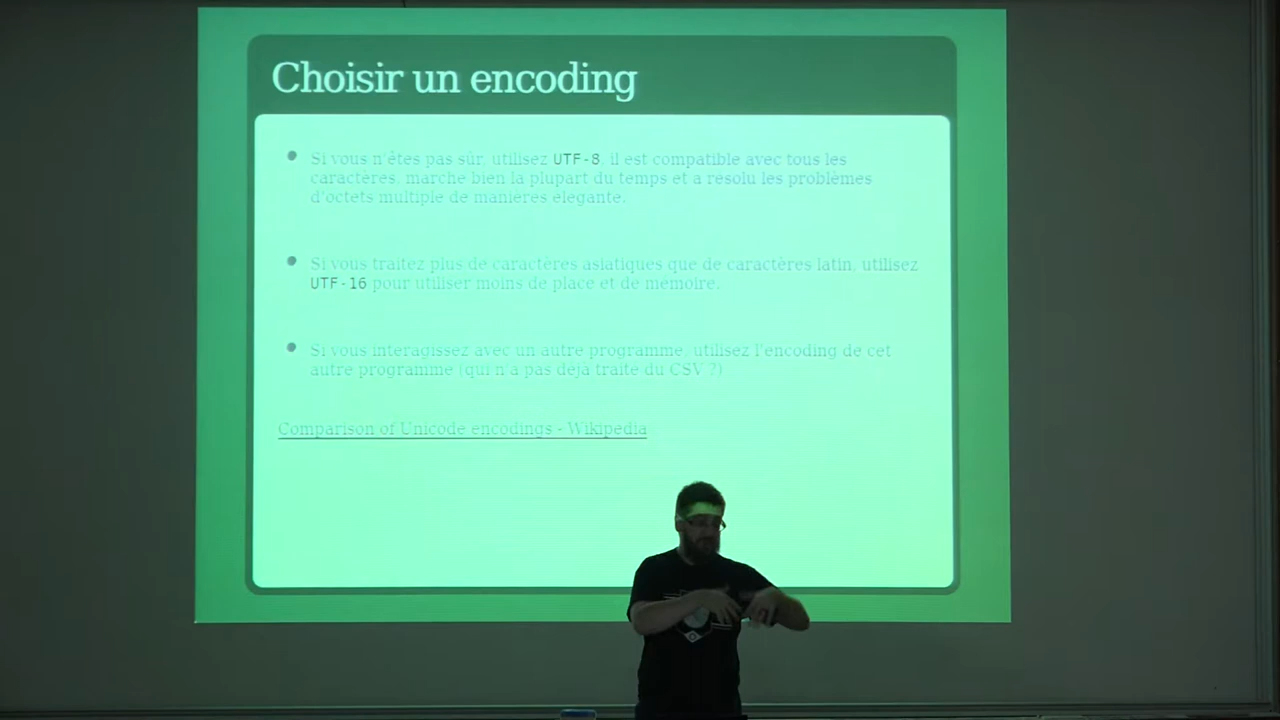 Choisir un encoding
Si vous n'êtes pas sûr, utilisez UTF-8, il est compatible avec tous les
caractères, marche bien la plupart du temps et a résolu les problèmes
d'octets multiple de manières élégante.
Si vous traitez plus de caractères asiatiques que de caractères latin, utilisez
UTF-16 pour utiliser moins de place et de mémoire.
Si vous interagissez avec un autre programme, utilisez l'encoding de cet
autre programme (qui n'a pas déjà traité du CSV ?)
Comparison of Unicode encodings - Wikipedia